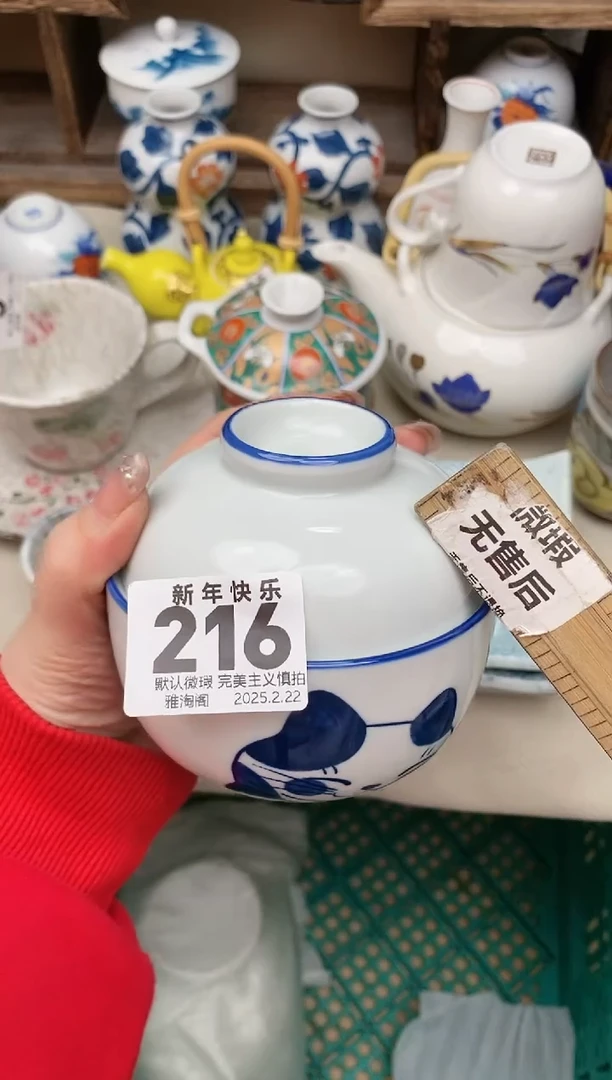 新年快乐
216
默认微瑕 完美主义慎拍
雅淘阁 2025.2.22
微瑕
无售后